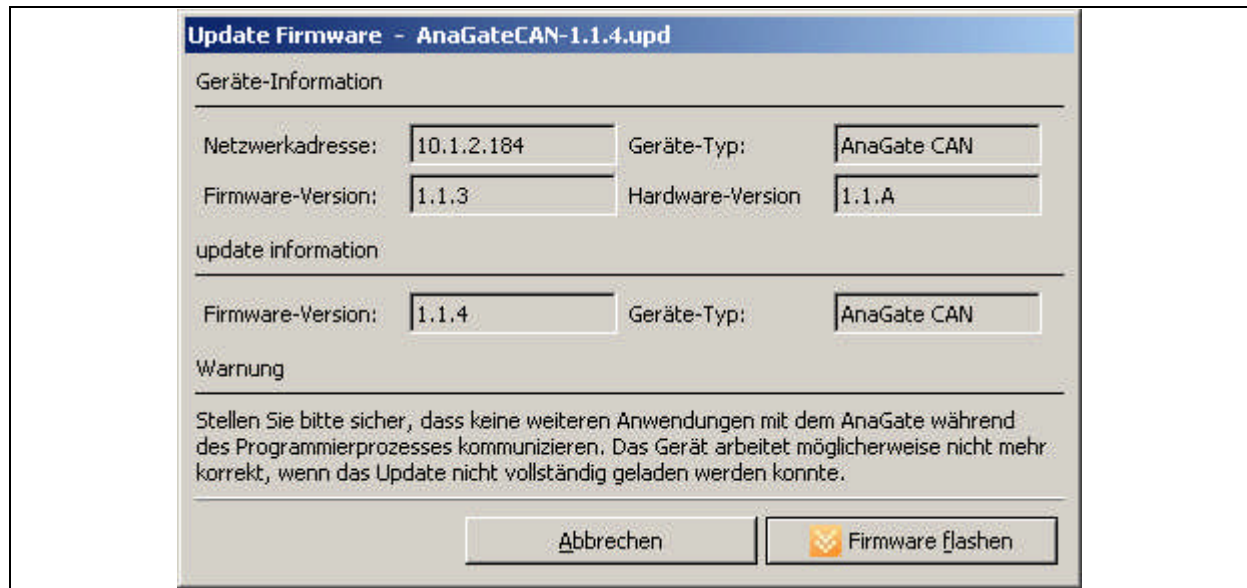 Update Firmware - AnaGateCAN-1.1.4.upd
Geräte-Information
Netzwerkadresse: 10.1.2.184 Geräte-Typ: AnaGate CAN
Firmware-Version: 1.1.3 Hardware-Version 1.1.A
update information
Firmware-Version: 1.1.4 Geräte-Typ: AnaGate CAN
Warnung
Stellen Sie bitte sicher, dass keine weiteren Anwendungen mit dem AnaGate während
des Programmierprozesses kommunizieren. Das Gerät arbeitet möglicherweise nicht mehr
korrekt, wenn das Update nicht vollständig geladen werden konnte.
Abbrechen Firmware flashen